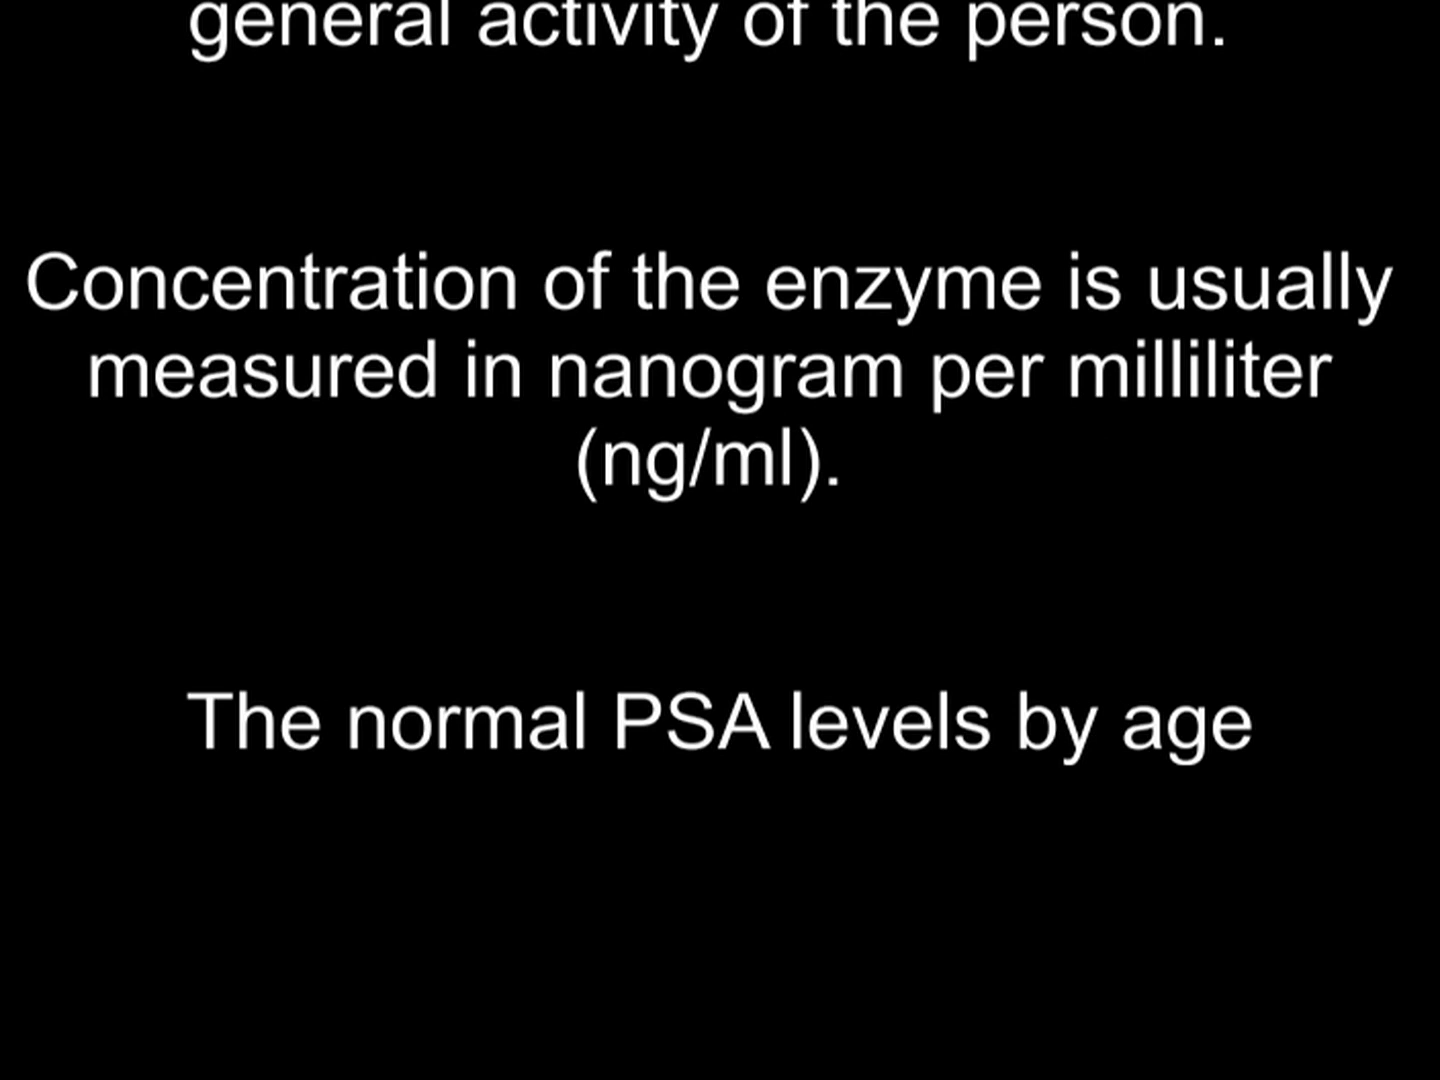 general activity of the person.
Concentration of the enzyme is usually
measured in nanogram per milliliter
(ng/ml).
The normal PSA levels by age